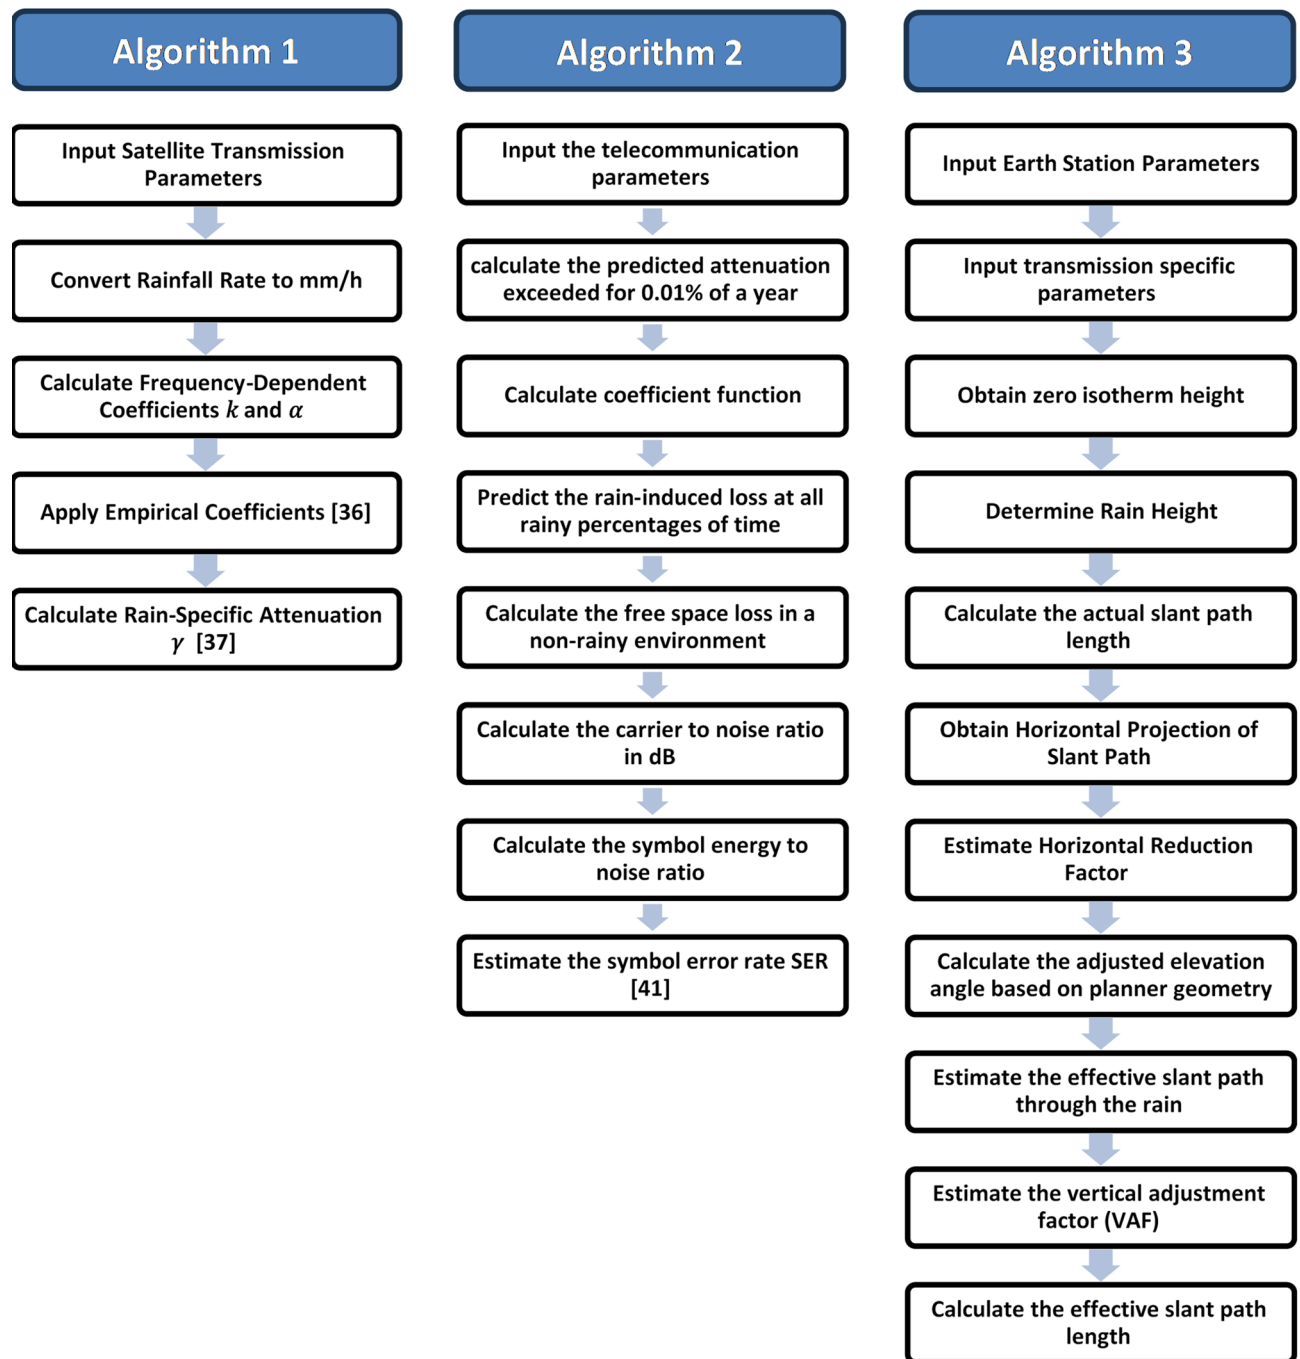 Algorithm 1
Input Satellite Transmission
Parameters
Convert Rainfall Rate to mm/h
Calculate Frequency-Dependent
Coefficients k and α
Apply Empirical Coefficients [36]
Calculate Rain-Specific Attenuation
γ [37]
Algorithm 2
Input the telecommunication
parameters
calculate the predicted attenuation
exceeded for 0.01% of a year
Calculate coefficient function
Predict the rain-induced loss at all
rainy percentages of time
Calculate the free space loss in a
non-rainy environment
Calculate the carrier to noise ratio
in dB
Calculate the symbol energy to
noise ratio
Estimate the symbol error rate SER
[41]
Algorithm 3
Input Earth Station Parameters
Input transmission specific
parameters
Obtain zero isotherm height
Determine Rain Height
Calculate the actual slant path
length
Obtain Horizontal Projection of
Slant Path
Estimate Horizontal Reduction
Factor
Calculate the adjusted elevation
angle based on planner geometry
Estimate the effective slant path
through the rain
Estimate the vertical adjustment
factor (VAF)
Calculate the effective slant path
length